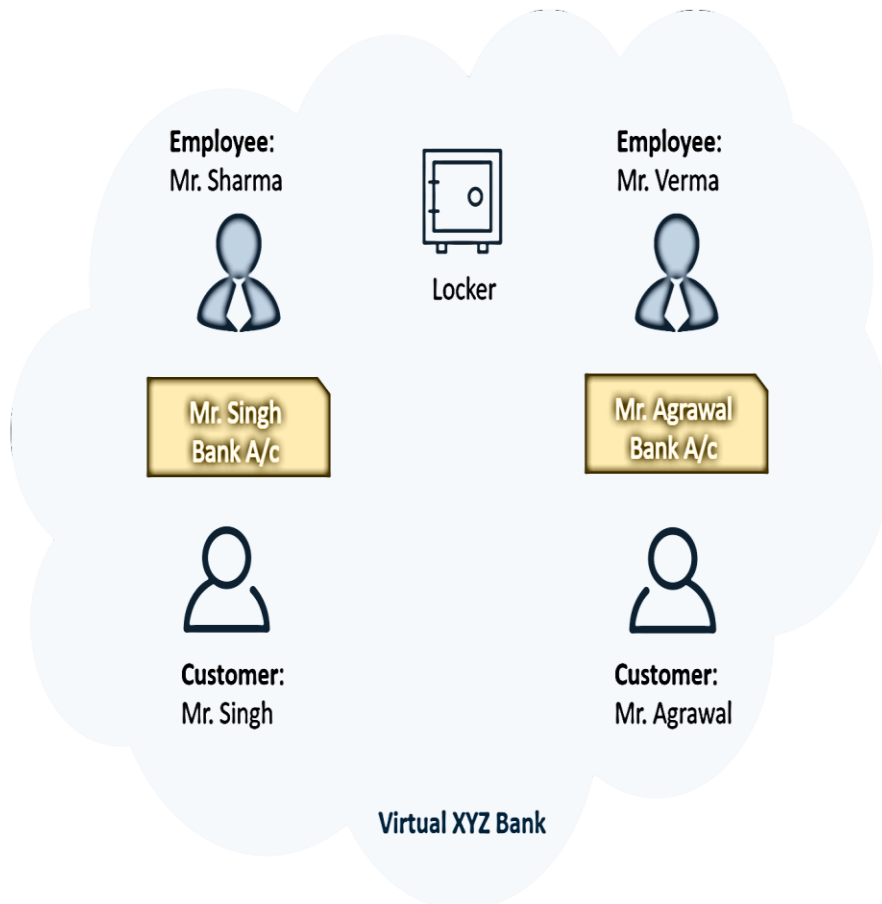 Employee:
Mr. Sharma
Employee:
Mr. Verma
Locker
Mr. Singh
Bank A/c
Mr. Agrawal
Bank A/c
Customer:
Mr. Singh
Customer:
Mr. Agrawal
Virtual XYZ Bank